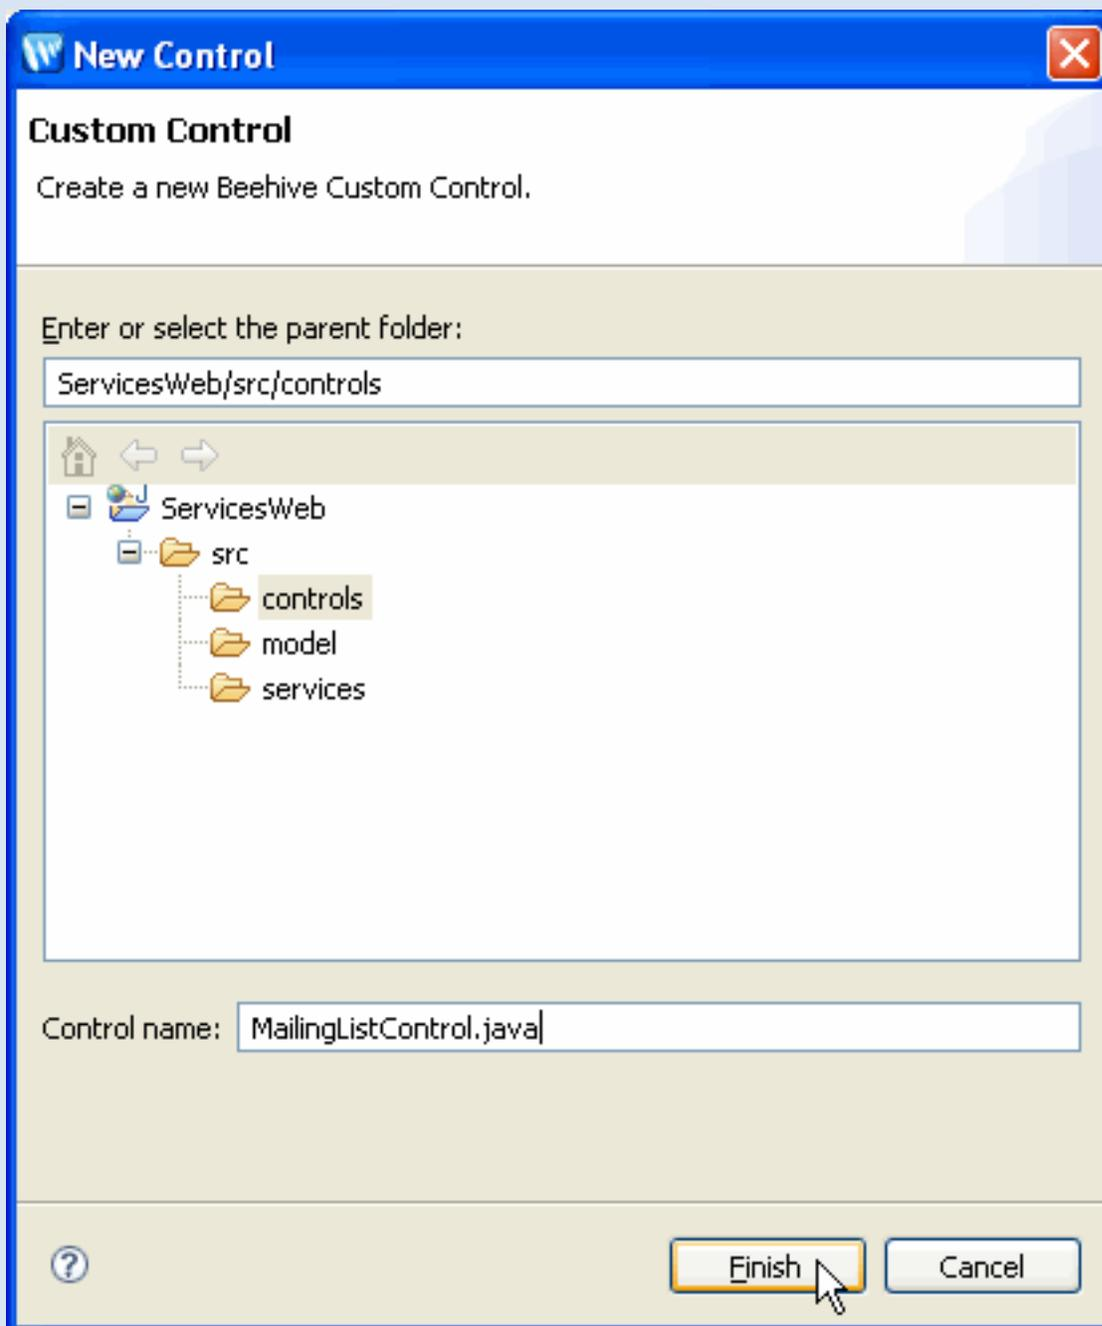 New Control
Custom Control
Create a new Beehive Custom Control.
Enter or select the parent folder:
ServicesWeb/src/controls
ServicesWeb
src
controls
model
services
Control name: MailingListControl.java
Finish Cancel